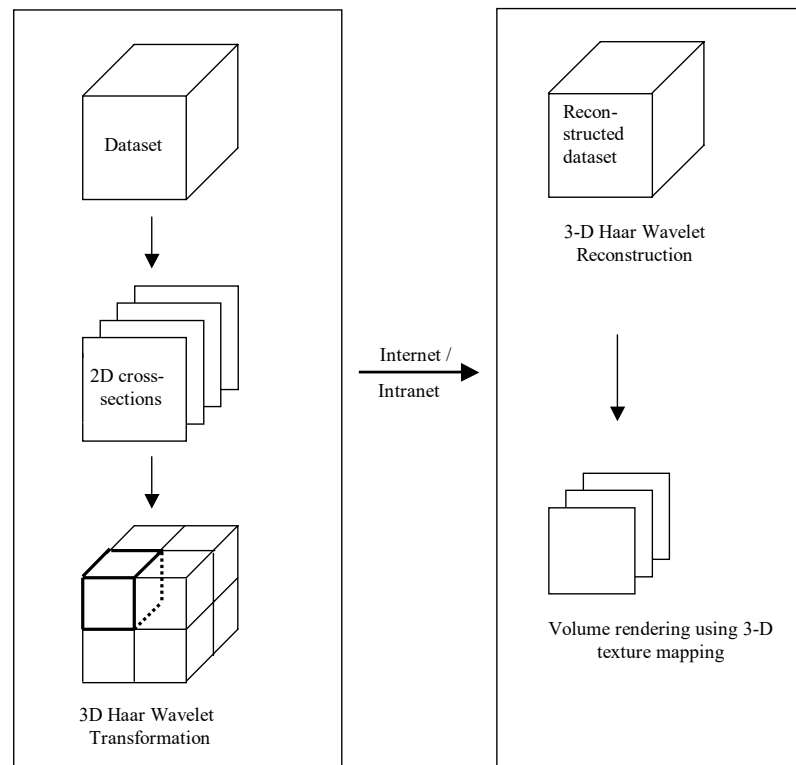 Dataset
2D cross-
sections
3D Haar Wavelet
Transformation
Internet /
Intranet
Recon-
structed
dataset
3-D Haar Wavelet
Reconstruction
Volume rendering using 3-D
texture mapping